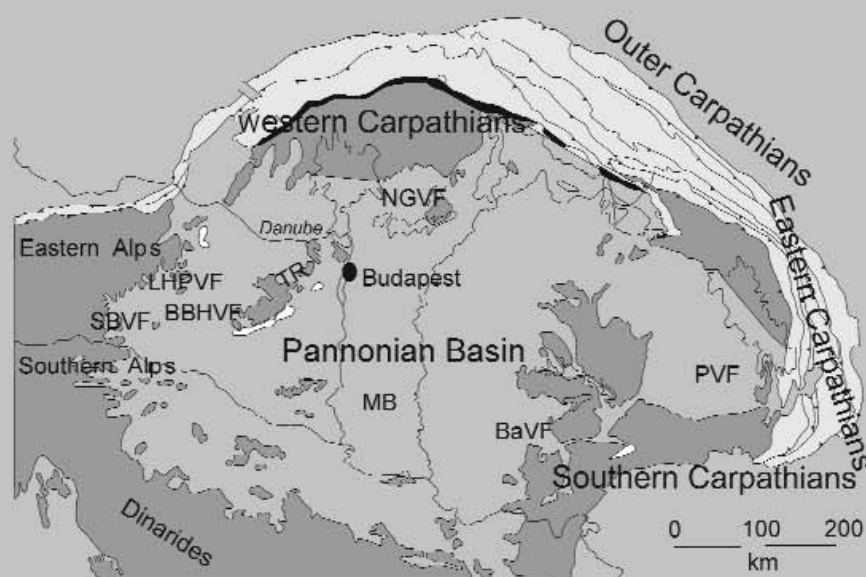 Outer Carpathians
Western Carpathians
NGVF
Danube
Eastern Alps
Eastern Carpathians
TR
LHPVF
Budapest
BBHVF
SBVF
Pannonian Basin
Southern Alps
PVF
MB
BaVF
Southern Carpathians
Dinarides
0 100 200
km